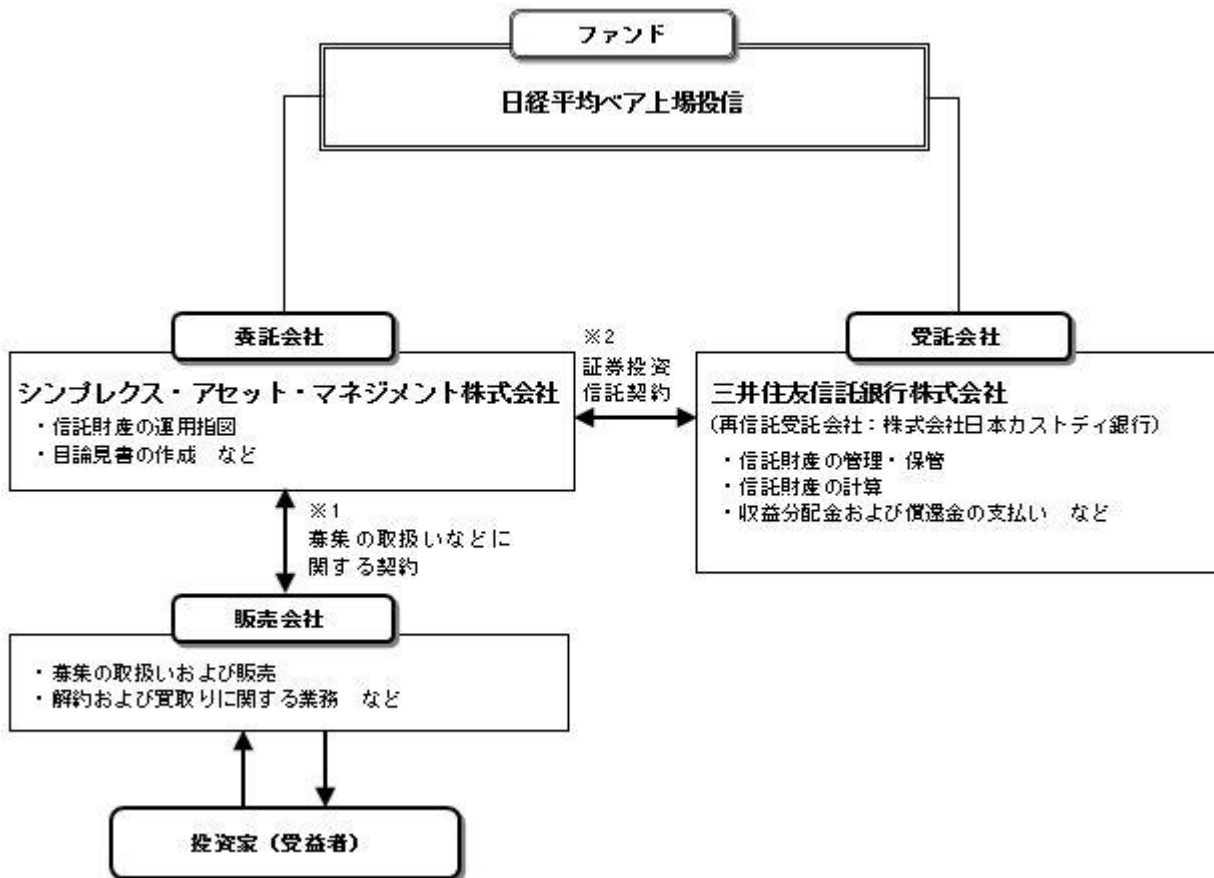 ファンド
日経平均ベア上場投信
委託会社
シンプレクス・アセット・マネジメント株式会社
・信託財産の運用指図
・目論見書の作成　など
※2
証券投資
信託契約
受託会社
三井住友信託銀行株式会社
(再信託受託会社：株式会社日本カストディ銀行)
・信託財産の管理・保管
・信託財産の計算
・収益分配金および償還金の支払い　など
※1
募集の取扱いなどに
関する契約
販売会社
・募集の取扱いおよび販売
・解約および買取りに関する業務　など
投資家（受益者）